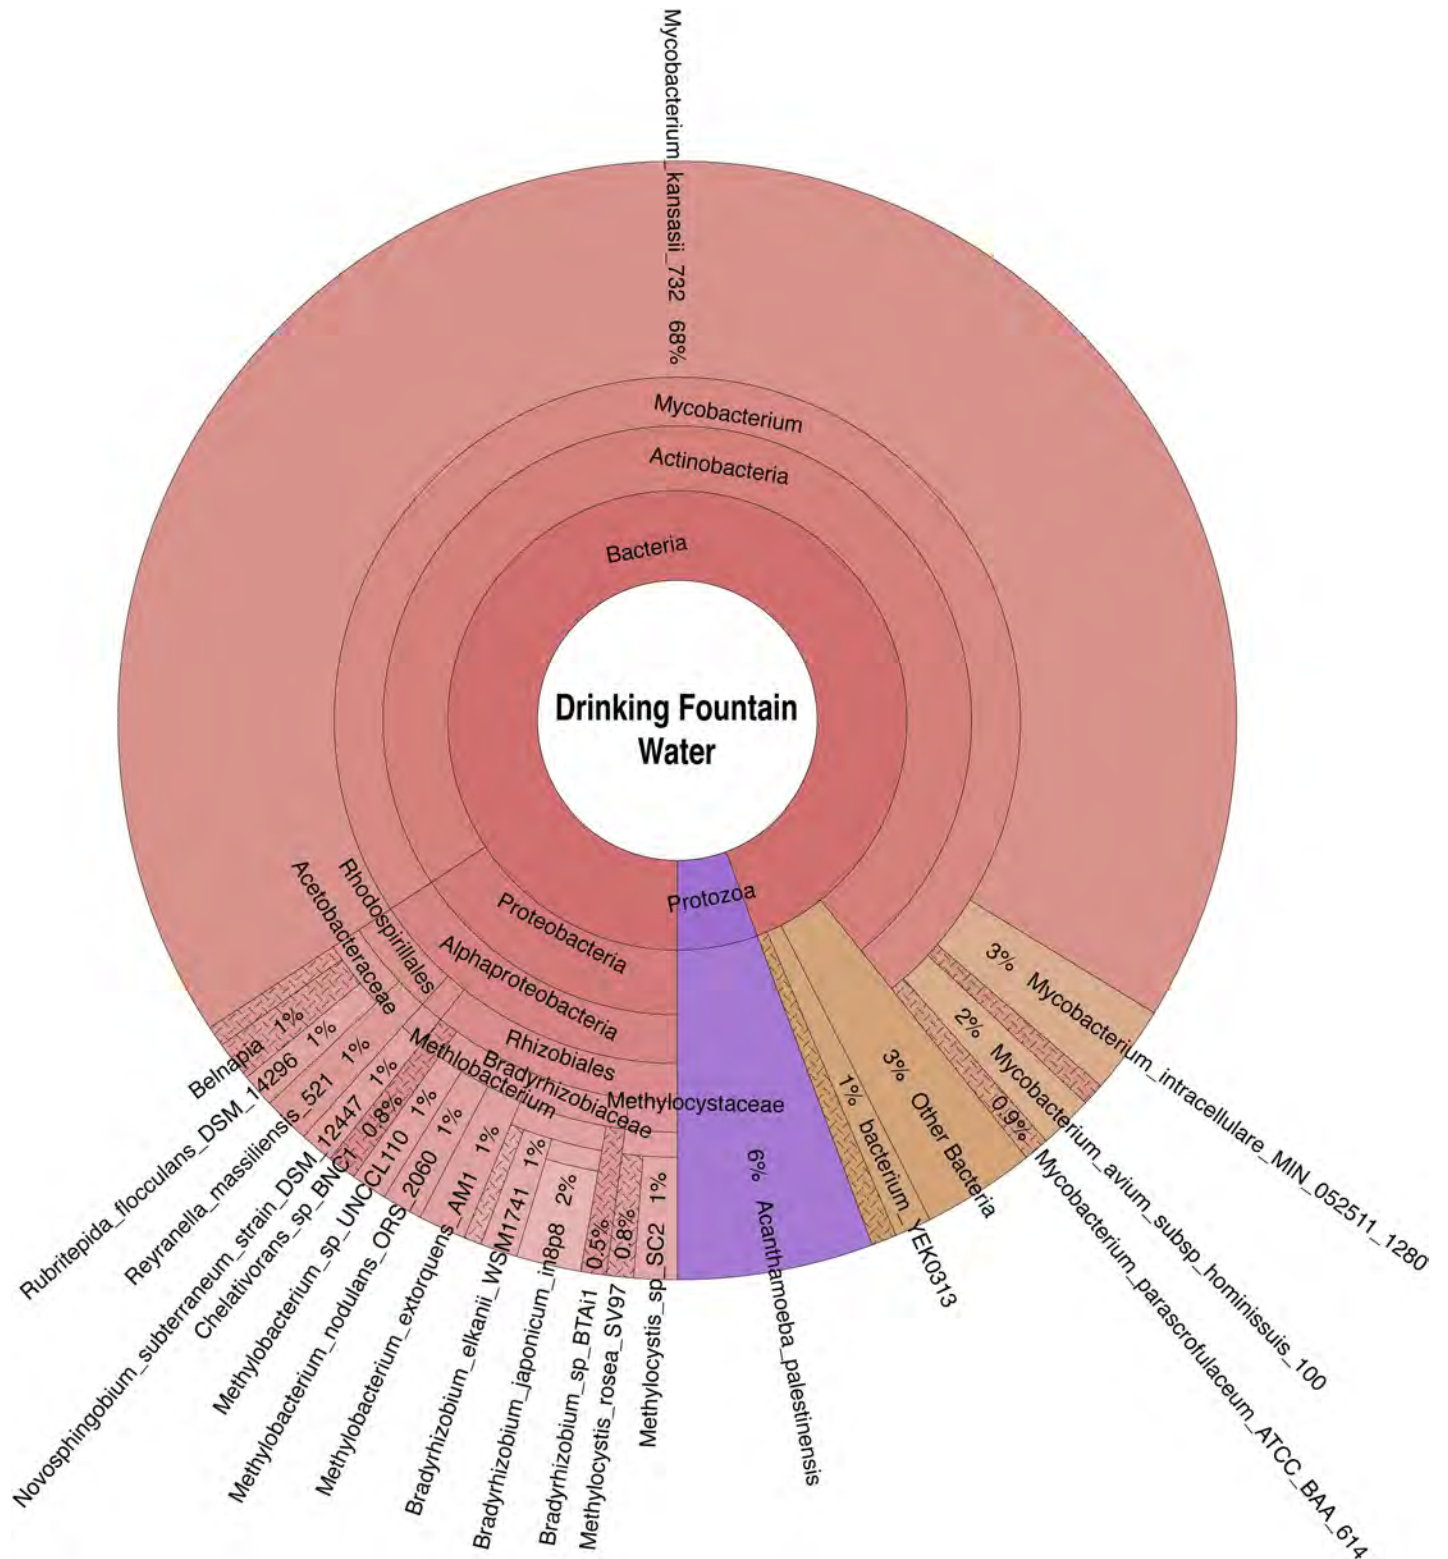 Mycobacterium_kansasii_732 68%
Mycobacterium
Actinobacteria
Bacteria
Drinking Fountain
Water
Protozoa
Proteobacteria
Alphaproteobacteria
Rhizobiales
Bradyrhizobiaceae
Methlobacterium
Methylocystaceae
Rhodospirillales
Acetobacteraceae
3% Mycobacterium_intracellulare_MIN_052511_1280
2% Mycobacterium_avium_subsp_hominissuis_100
0.9% Mycobacterium_parascrofulaceum_ATCC_BAA_614
3% Other Bacteria
1% bacterium_YEK0313
6% Acanthamoeba_palestinensis
Methylocystis_sp_SC2 1%
Methylocystis_rosea_SV97 0.8%
Bradyrhizobium_sp_BTAi1 0.5%
Bradyrhizobium_japonicum_in8p8 2%
Bradyrhizobium_elkanii_WSM1741 1%
Methylobacterium_extorquens_AM1 1%
Methylobacterium_nodulans_ORS_2060 1%
Methylobacterium_sp_UNCCL110 1%
Chelativorans_sp_BNC1 0.8%
Novosphingobium_subterraneum_strain_DSM_12447 1%
Reyranella_massiliens_s_521 1%
Rubritepida_flocculans_DSM_14296 1%
Belnapia 1%